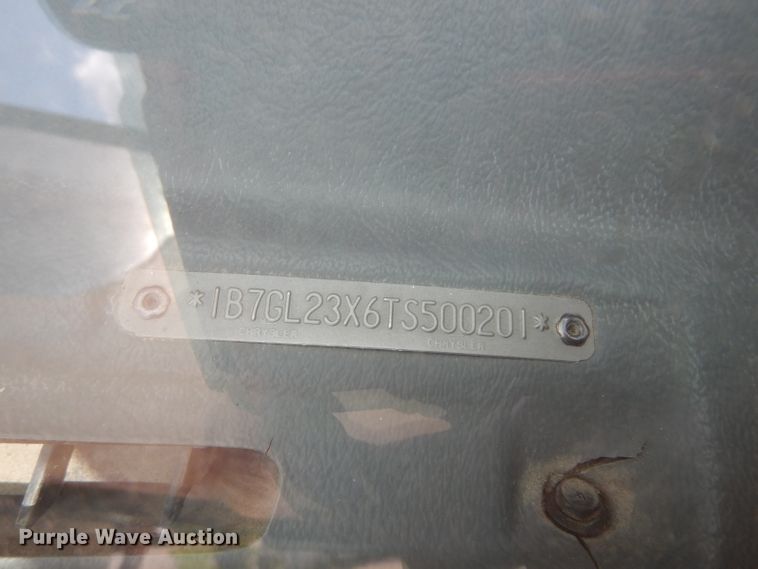 *1B7GL23X6TS500201*
CHRYSLER CHRYSLER
Purple Wave Auction